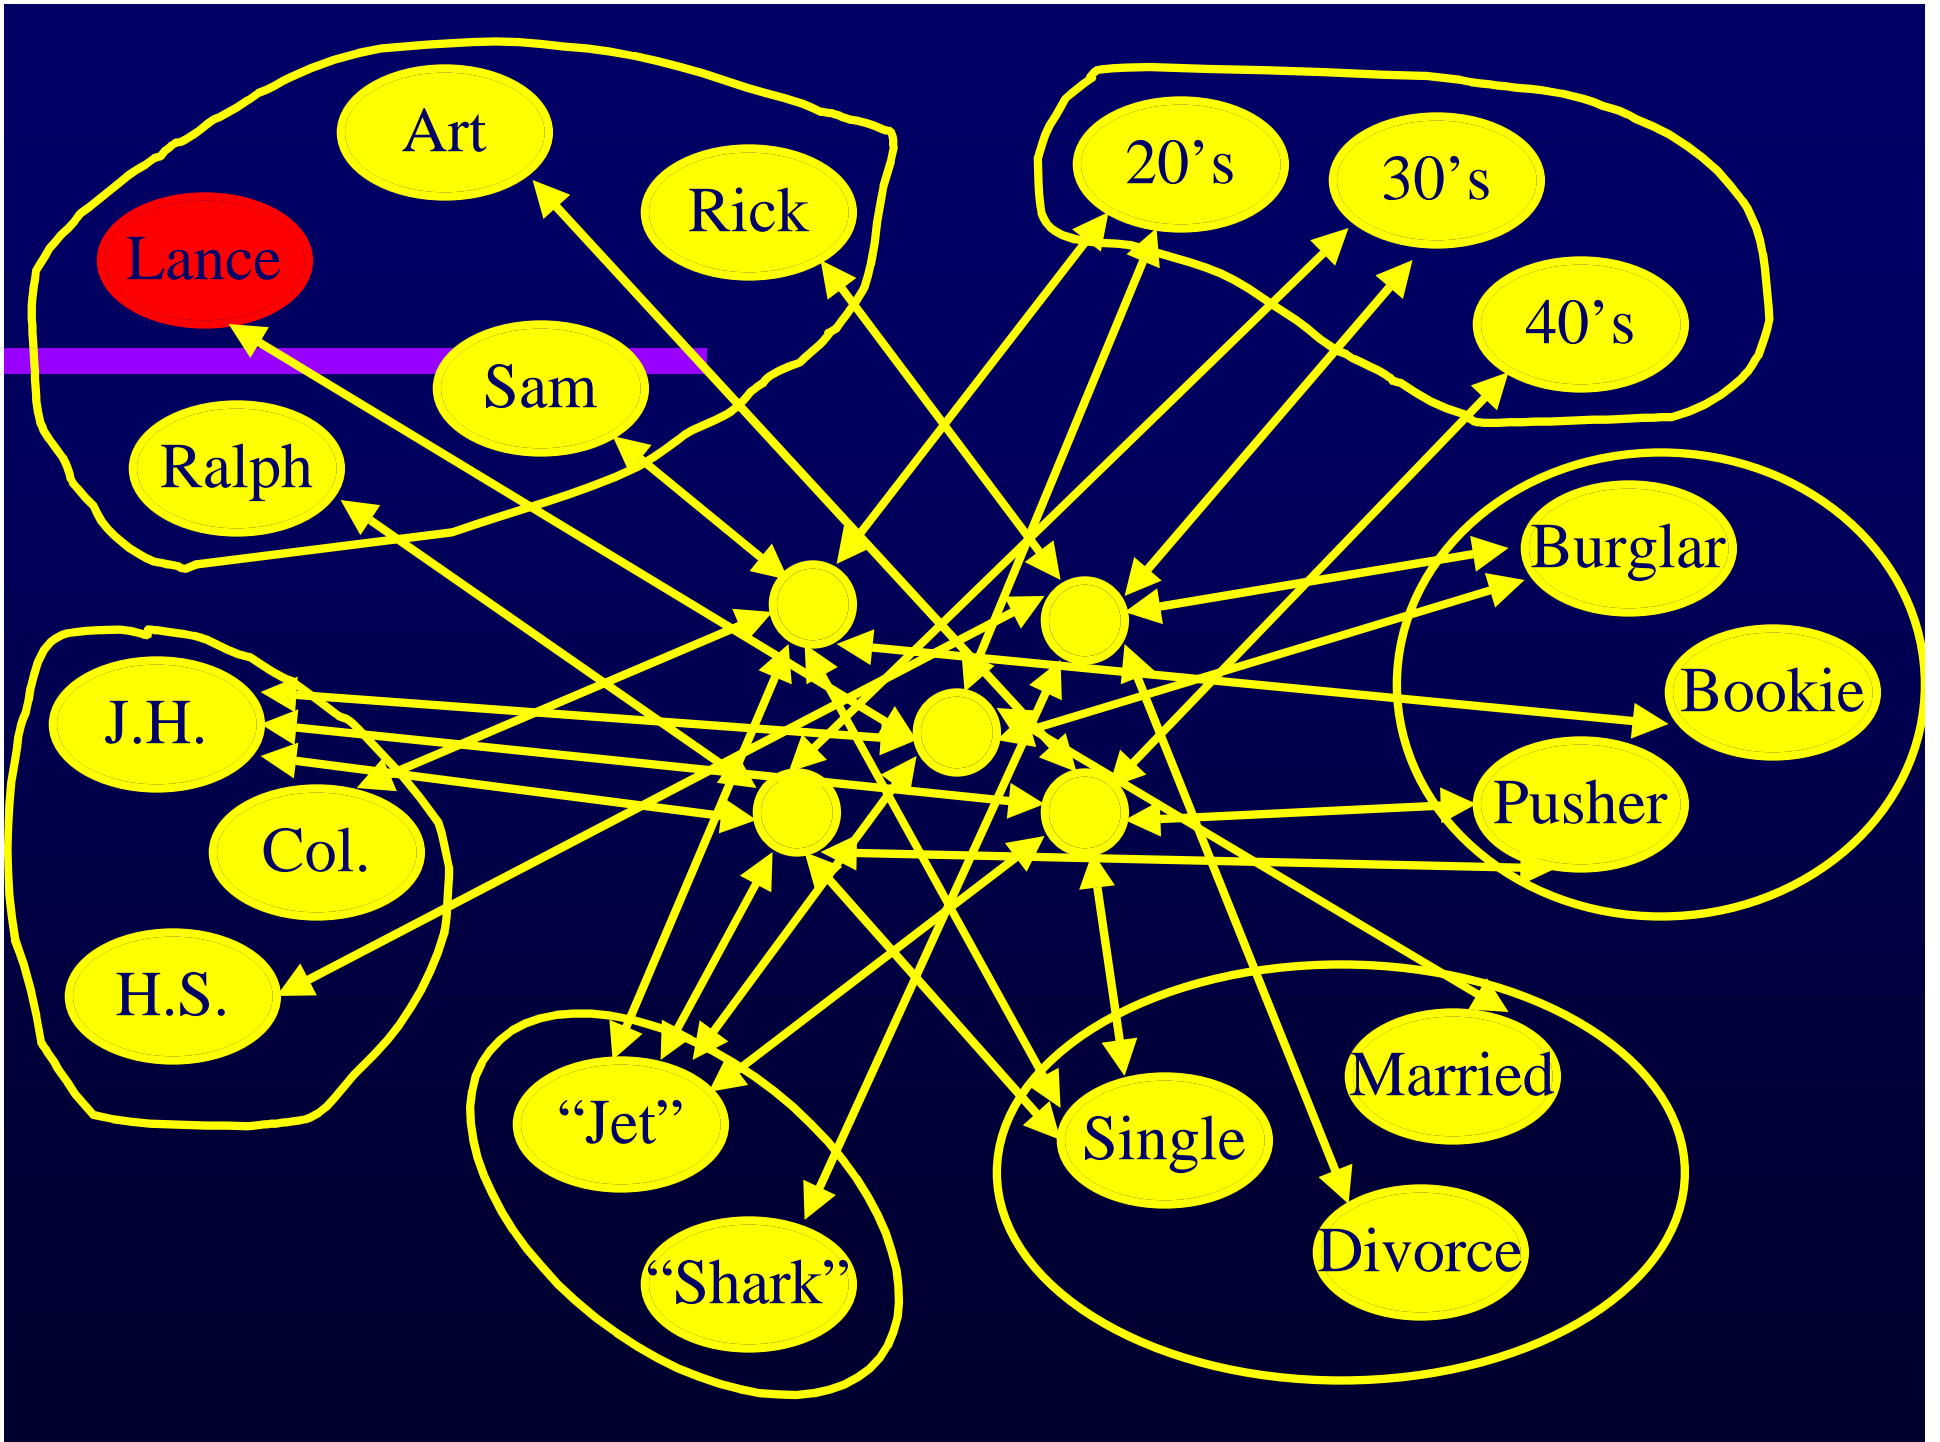 Art
Rick
Lance
Sam
Ralph
20’s
30’s
40’s
Burglar
Bookie
Pusher
J.H.
Col.
H.S.
“Jet”
“Shark”
Single
Married
Divorce